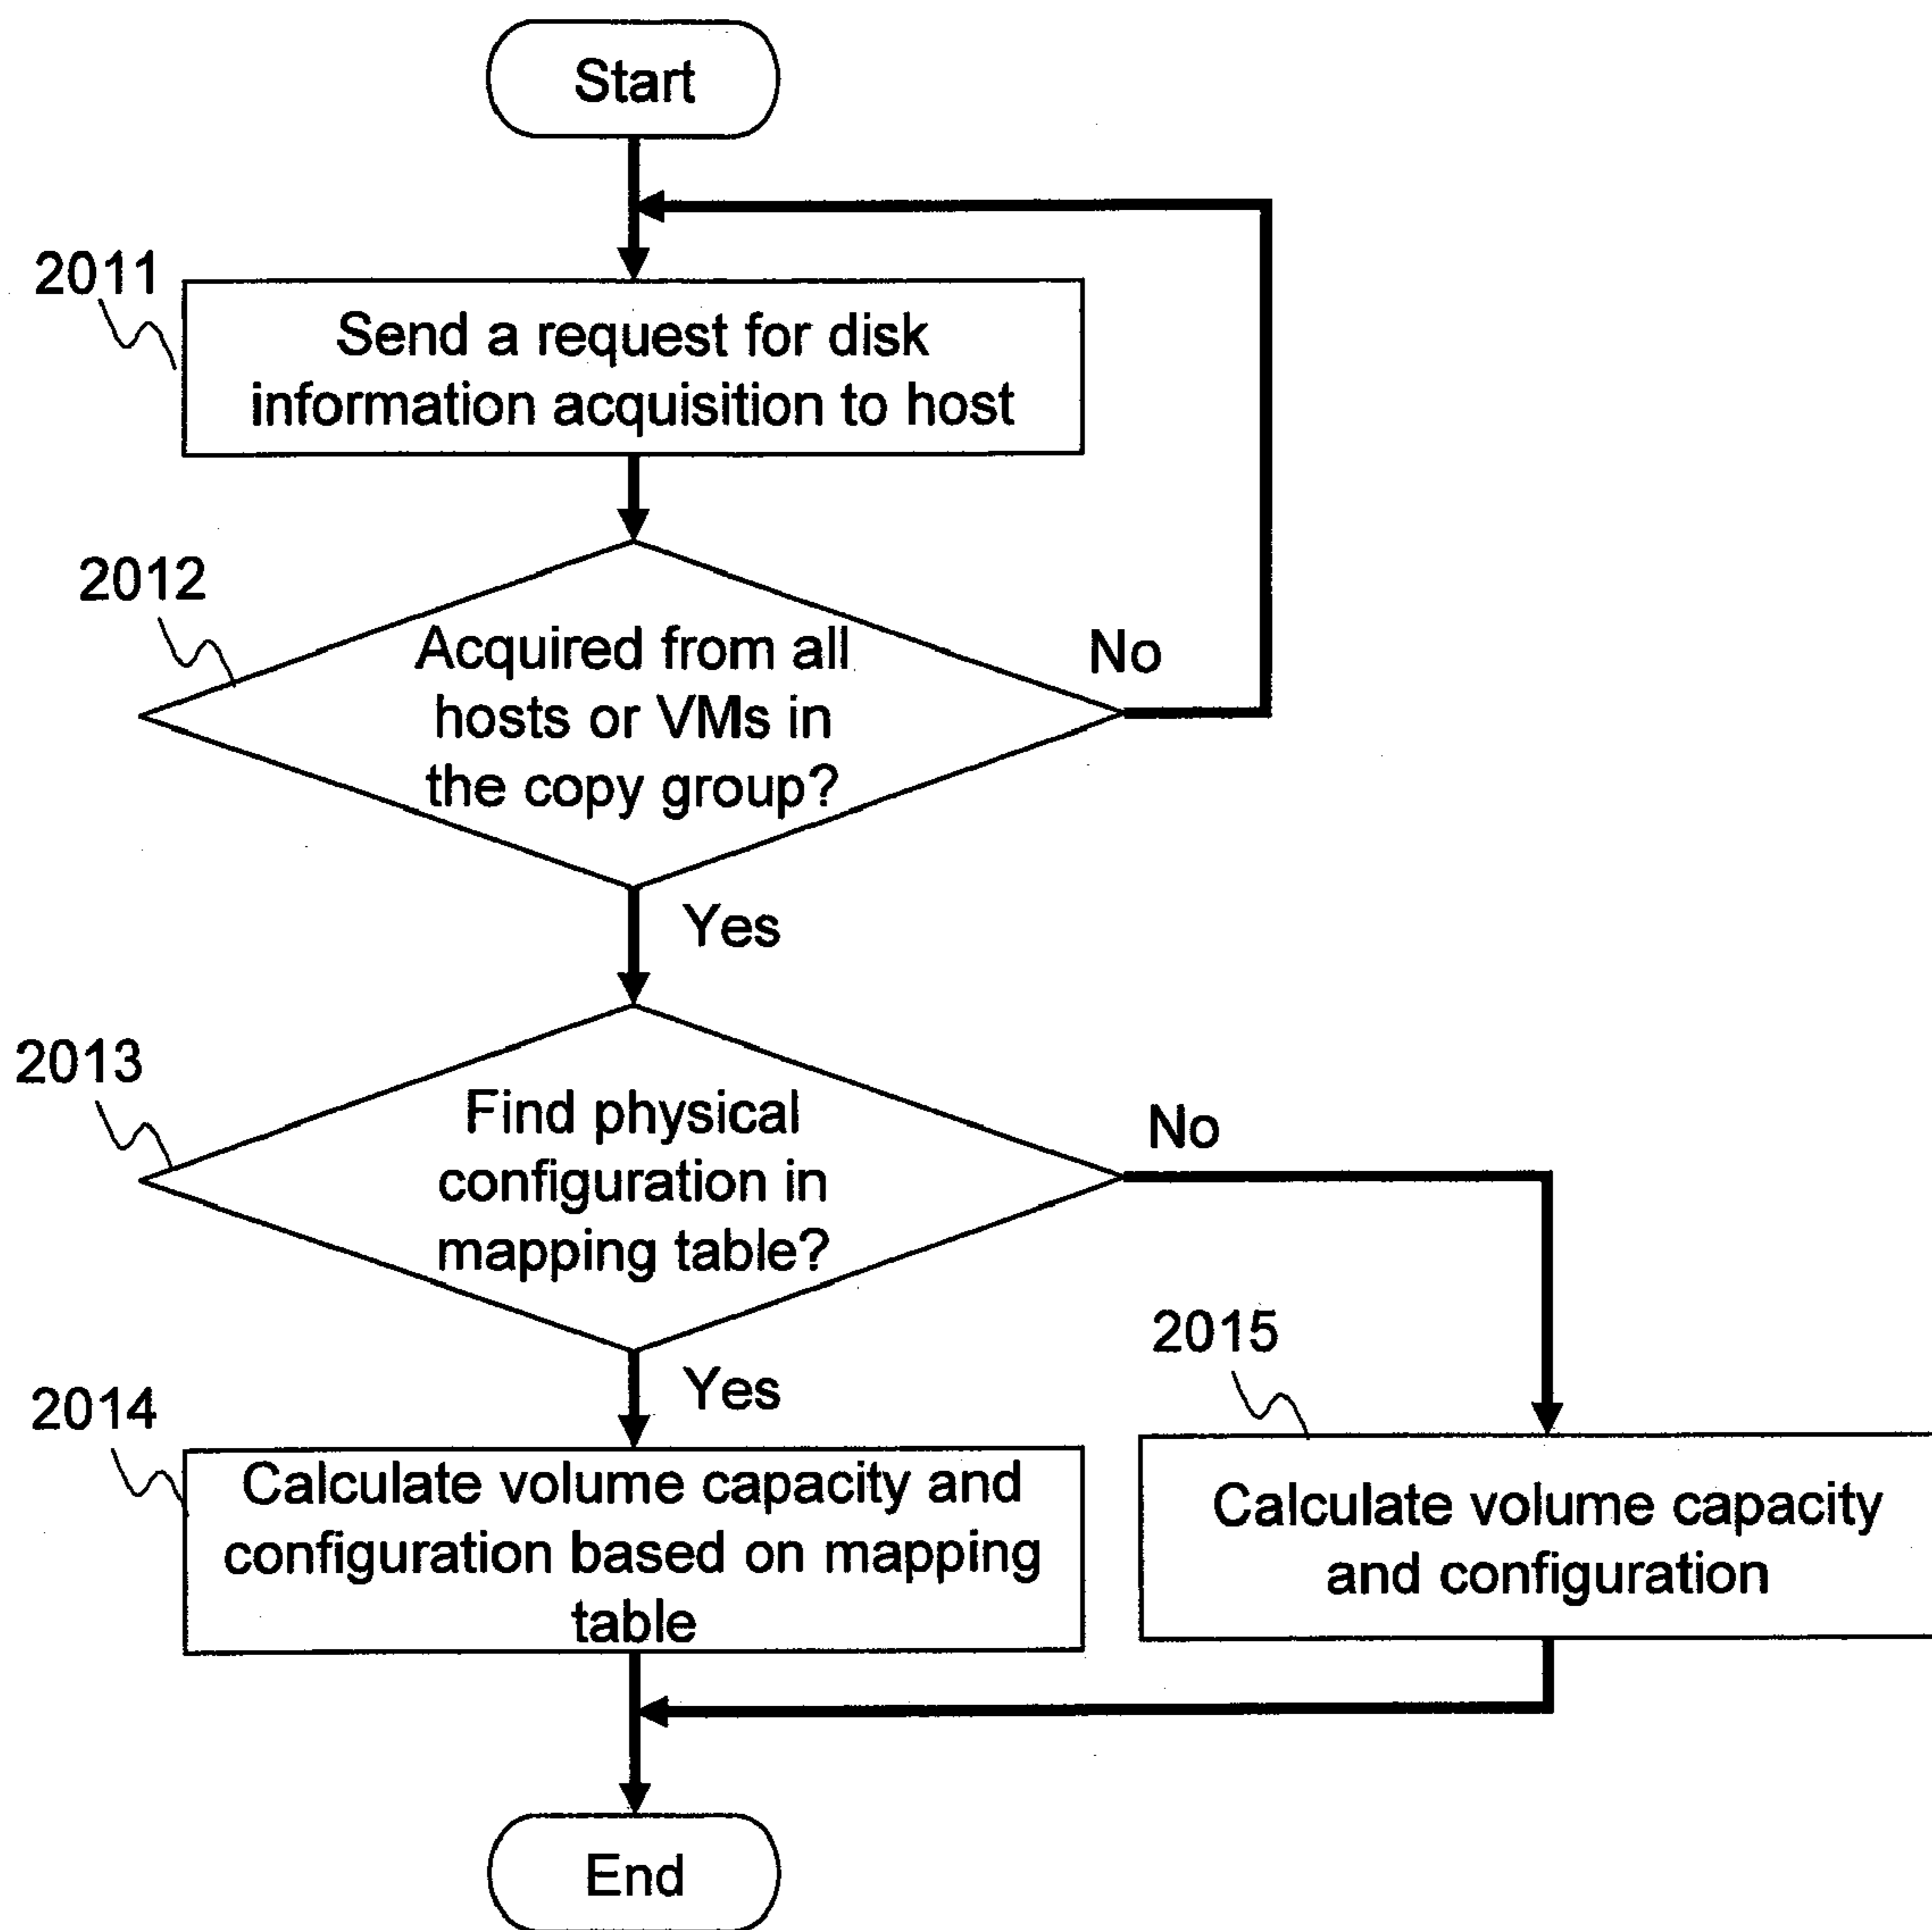 Start
2011
Send a request for disk
information acquisition to host
2012
Acquired from all
hosts or VMs in
the copy group?
No
Yes
2013
Find physical
configuration in
mapping table?
No
Yes
2014
Calculate volume capacity and
configuration based on mapping
table
2015
Calculate volume capacity
and configuration
End